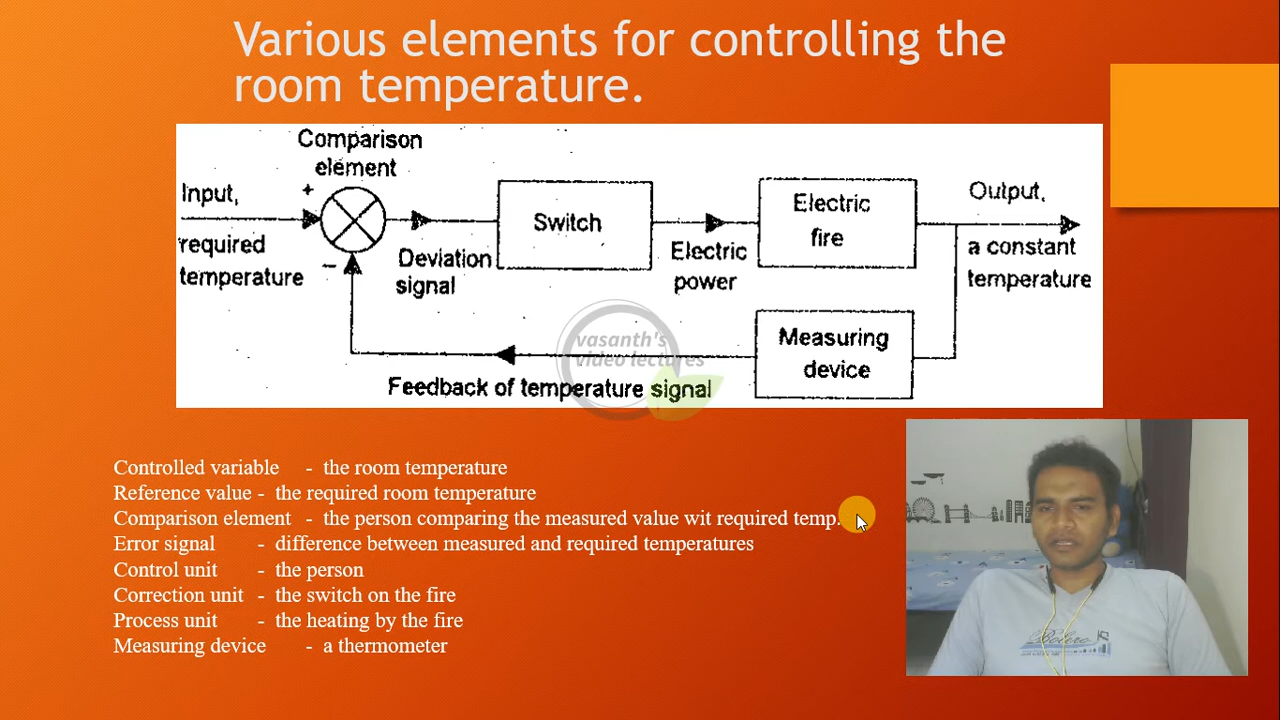 Various elements for controlling the
room temperature.
Comparison
element
Input,
+
required
temperature
−
Deviation
signal
Switch
Electric
power
Electric
fire
Output,
a constant
temperature
Measuring
device
Feedback of temperature signal
vasanth's
video lectures
Controlled variable - the room temperature
Reference value - the required room temperature
Comparison element - the person comparing the measured value wit required temp.
Error signal - difference between measured and required temperatures
Control unit - the person
Correction unit - the switch on the fire
Process unit - the heating by the fire
Measuring device - a thermometer